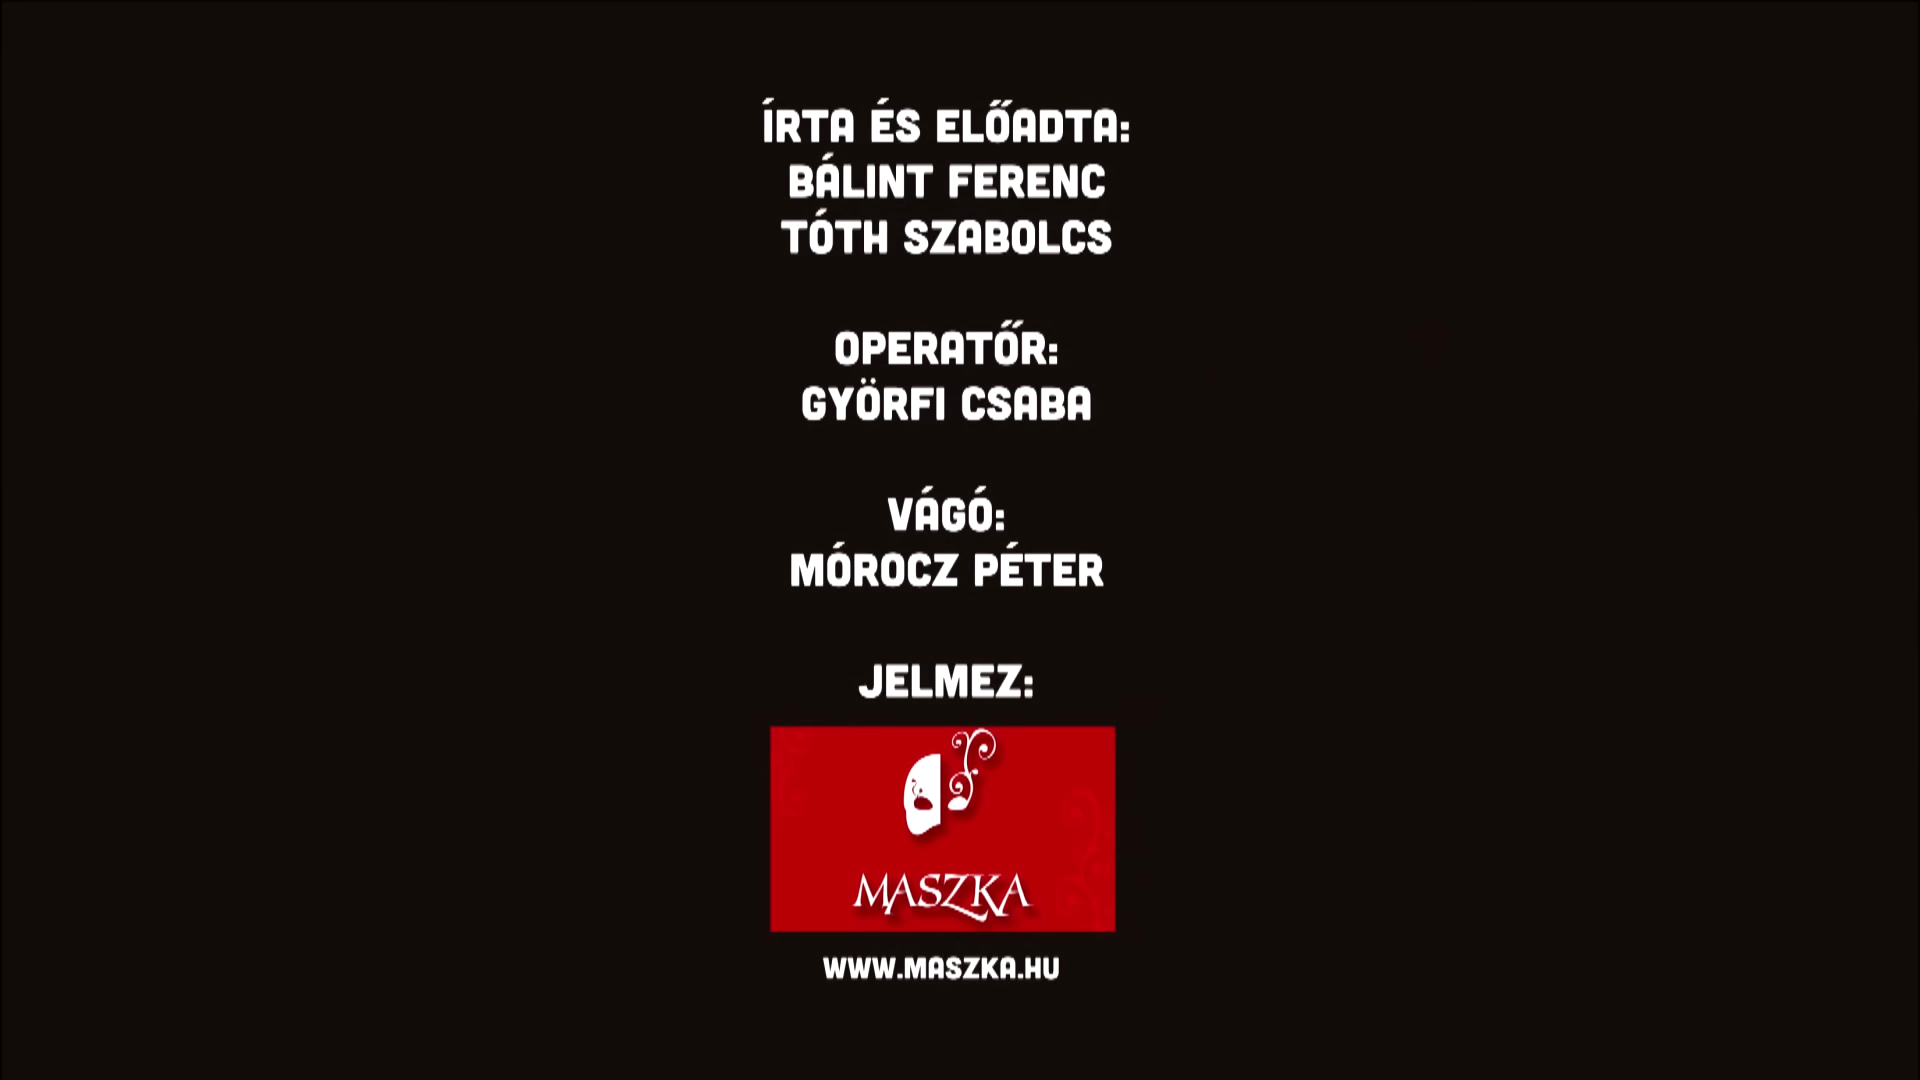 ÍRTA ÉS ELŐADTA:
BÁLINT FERENC
TÓTH SZABOLCS
OPERATŐR:
GYÖRFI CSABA
VÁGÓ:
MÓROCZ PÉTER
JELMEZ:
MASZKA
WWW.MASZKA.HU